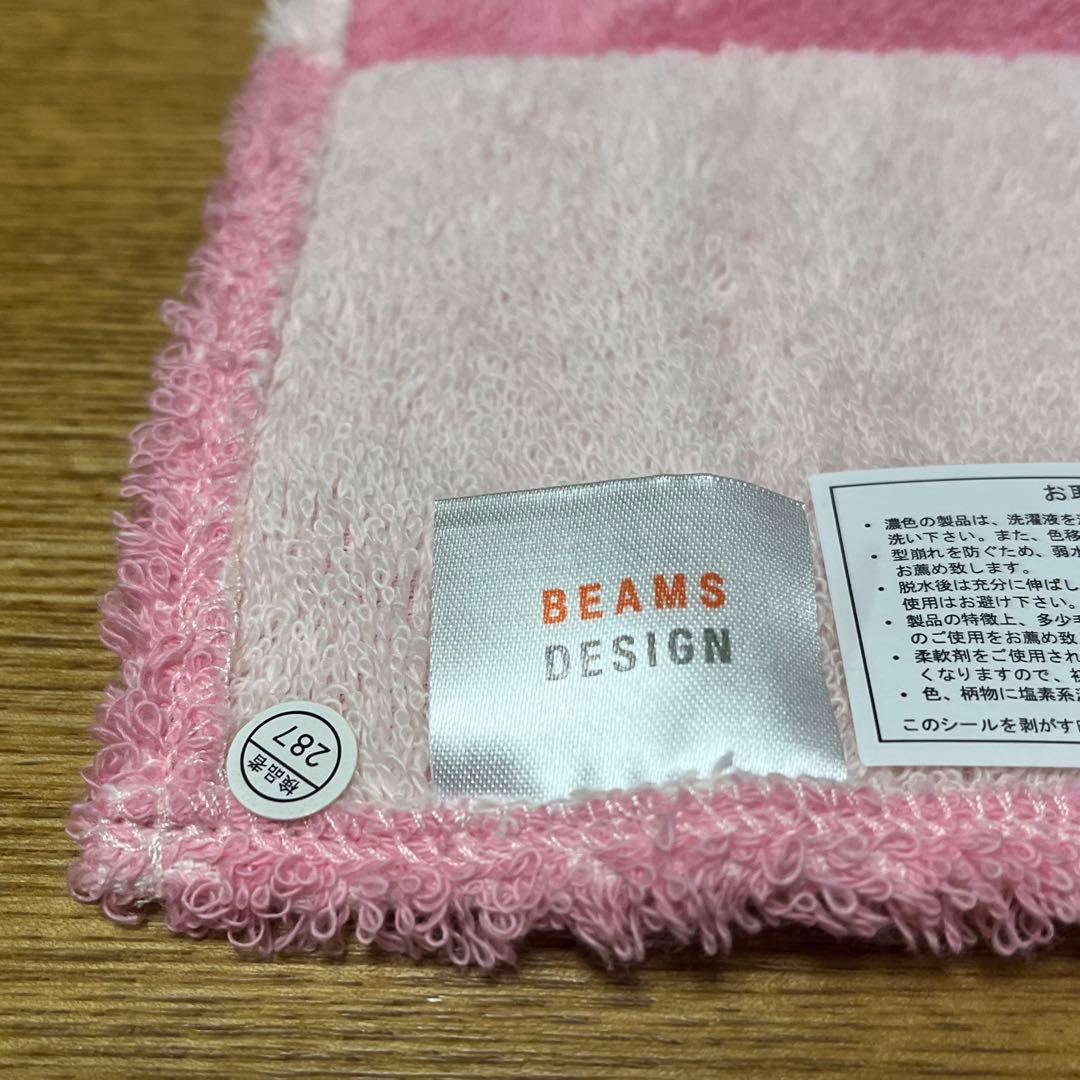 BEAMS
DESIGN
検品者
287
お取
・ 濃色の製品は、洗濯液を
洗い下さい。また、色移
・ 型崩れを防ぐため、弱水
お薦め致します。
・ 脱水後は充分に伸ばし
使用はお避け下さい。
・ 製品の特徴上、多少毛
のご使用をお薦め致
・ 柔軟剤をご使用され
くなりますので、
・ 色、柄物に塩素系
このシールを剥がす